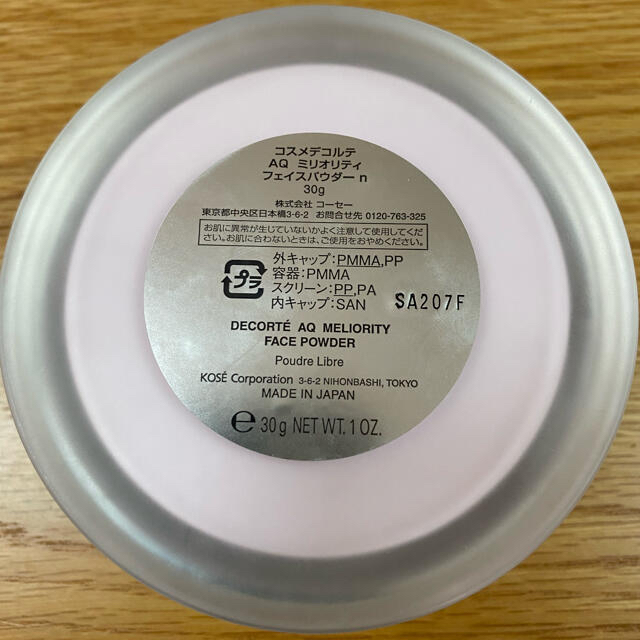 コスメデコルテ
AQ ミリオリティ
フェイスパウダー n
30g
株式会社 コーセー
東京都中央区日本橋3-6-2 お問合せ先 0120-763-325
お肌に異常が生じていないかよく注意して使用してくだ
さい。お肌に合わないときは、ご使用をおやめください。
外キャップ:PMMA,PP
プラ 容器:PMMA
スクリーン:PP,PA
内キャップ:SAN
SA207F
DECORTÉ AQ MELIORITY
FACE POWDER
Poudre Libre
KOSÉ Corporation 3-6-2 NIHONBASHI, TOKYO
MADE IN JAPAN
℮ 30g NET WT. 1 OZ.